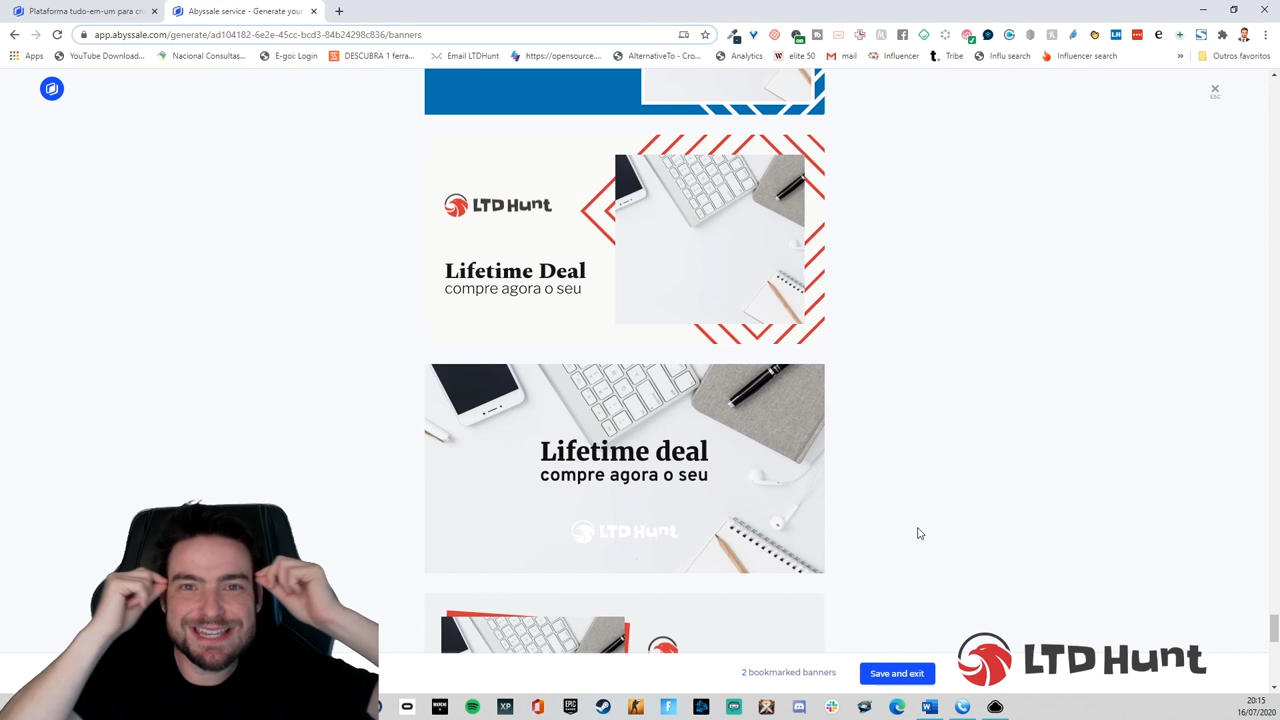 Plataforma tudo-em-um para cri
Abyssale service - Generate your
app.abyssale.com/generate/ad104182-6e2e-45cc-bcd3-84b24298c836/banners
Apps
YouTube-Download...
Nacional Consultas...
E-goi: Login
DESCUBRA 1 ferra...
Email LTDHunt
https://opensource....
AlternativeTo - Cro...
Analytics
elite 50
mail
Influencer
Tribe
Influ search
Influencer search
Outros favoritos
ESC
LTD Hunt
Lifetime Deal
compre agora o seu
Lifetime deal
compre agora o seu
LTD Hunt
2 bookmarked banners
Save and exit
LTD Hunt
20:15
16/07/2020